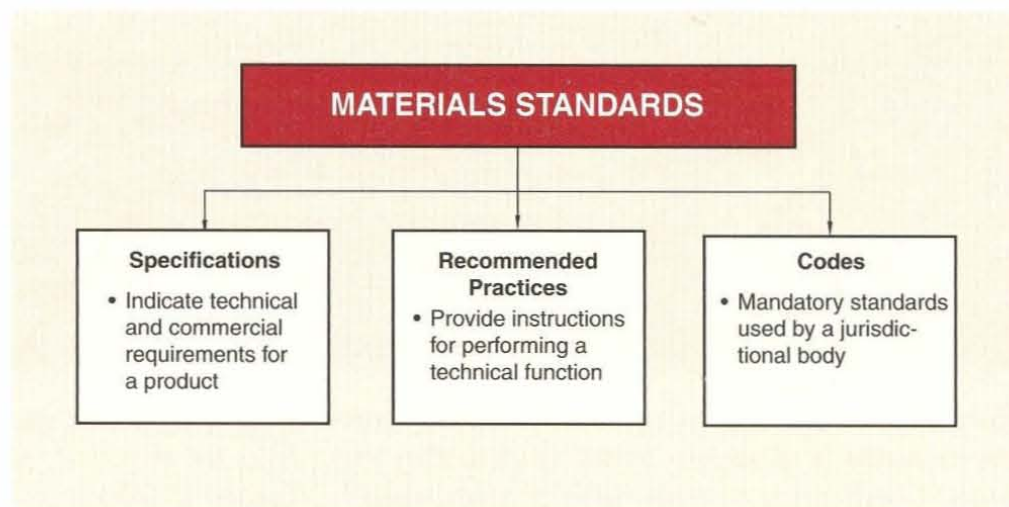 MATERIALS STANDARDS
Specifications
• Indicate technical
and commercial
requirements for
a product
Recommended
Practices
• Provide instructions
for performing a
technical function
Codes
• Mandatory standards
used by a jurisdic-
tional body